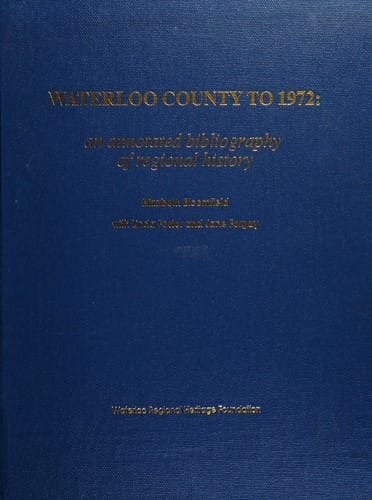 WATERLOO COUNTY TO 1972:
an annotated bibliography
of regional history
Elizabeth Bloomfield
with Linda Foster and Jane Forgay
Waterloo Regional Heritage Foundation